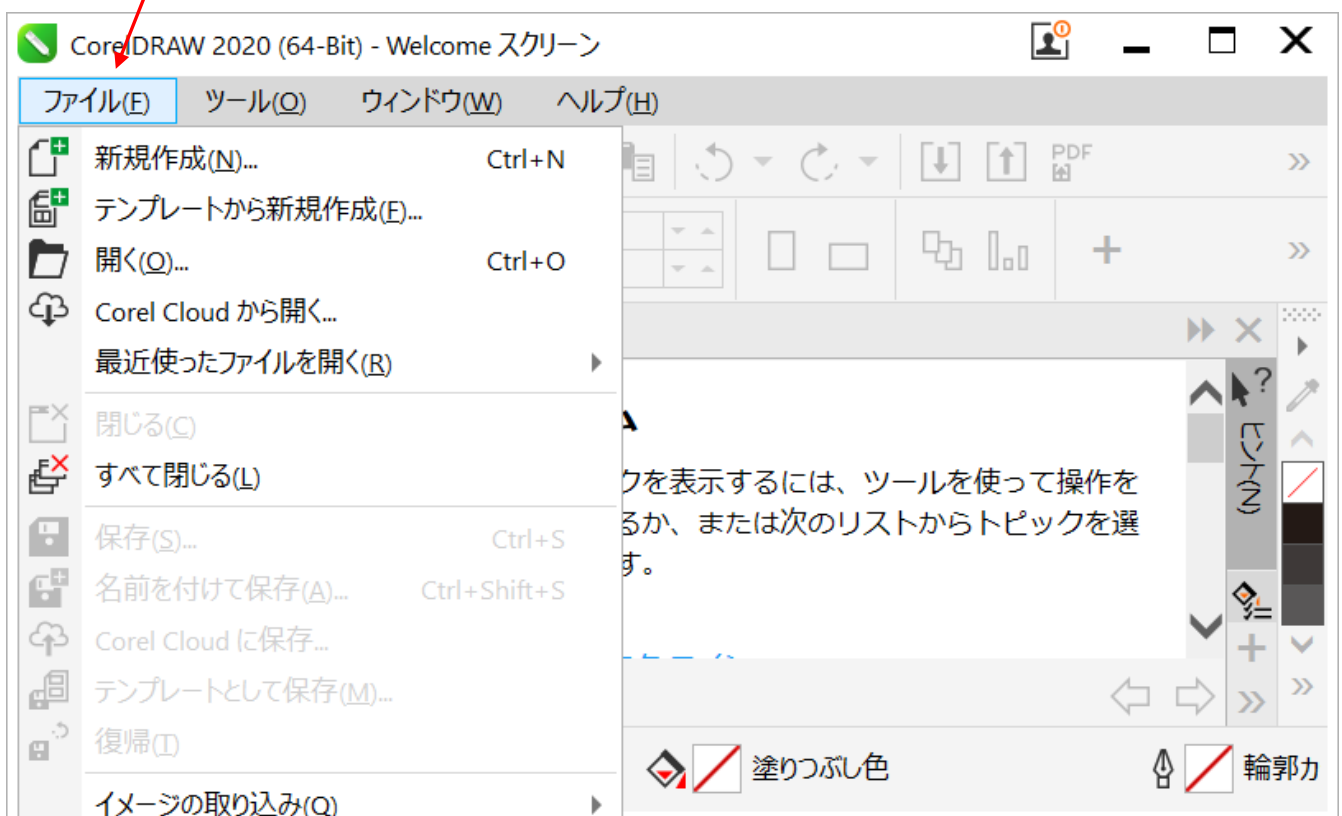 CorelDRAW 2020 (64-Bit) - Welcome スクリーン
ファイル(F) ツール(O) ウィンドウ(W) ヘルプ(H)
新規作成(N)... Ctrl+N
PDF
テンプレートから新規作成(F)...
開く(O)... Ctrl+O
Corel Cloud から開く...
最近使ったファイルを開く(R)
閉じる(C)
ヒント(N)
すべて閉じる(L)
クを表示するには、ツールを使って操作を
るか、または次のリストからトピックを選
す。
保存(S)... Ctrl+S
名前を付けて保存(A)... Ctrl+Shift+S
Corel Cloud に保存...
テンプレートとして保存(M)...
復帰(T)
塗りつぶし色
輪郭カ
イメージの取り込み(Q)